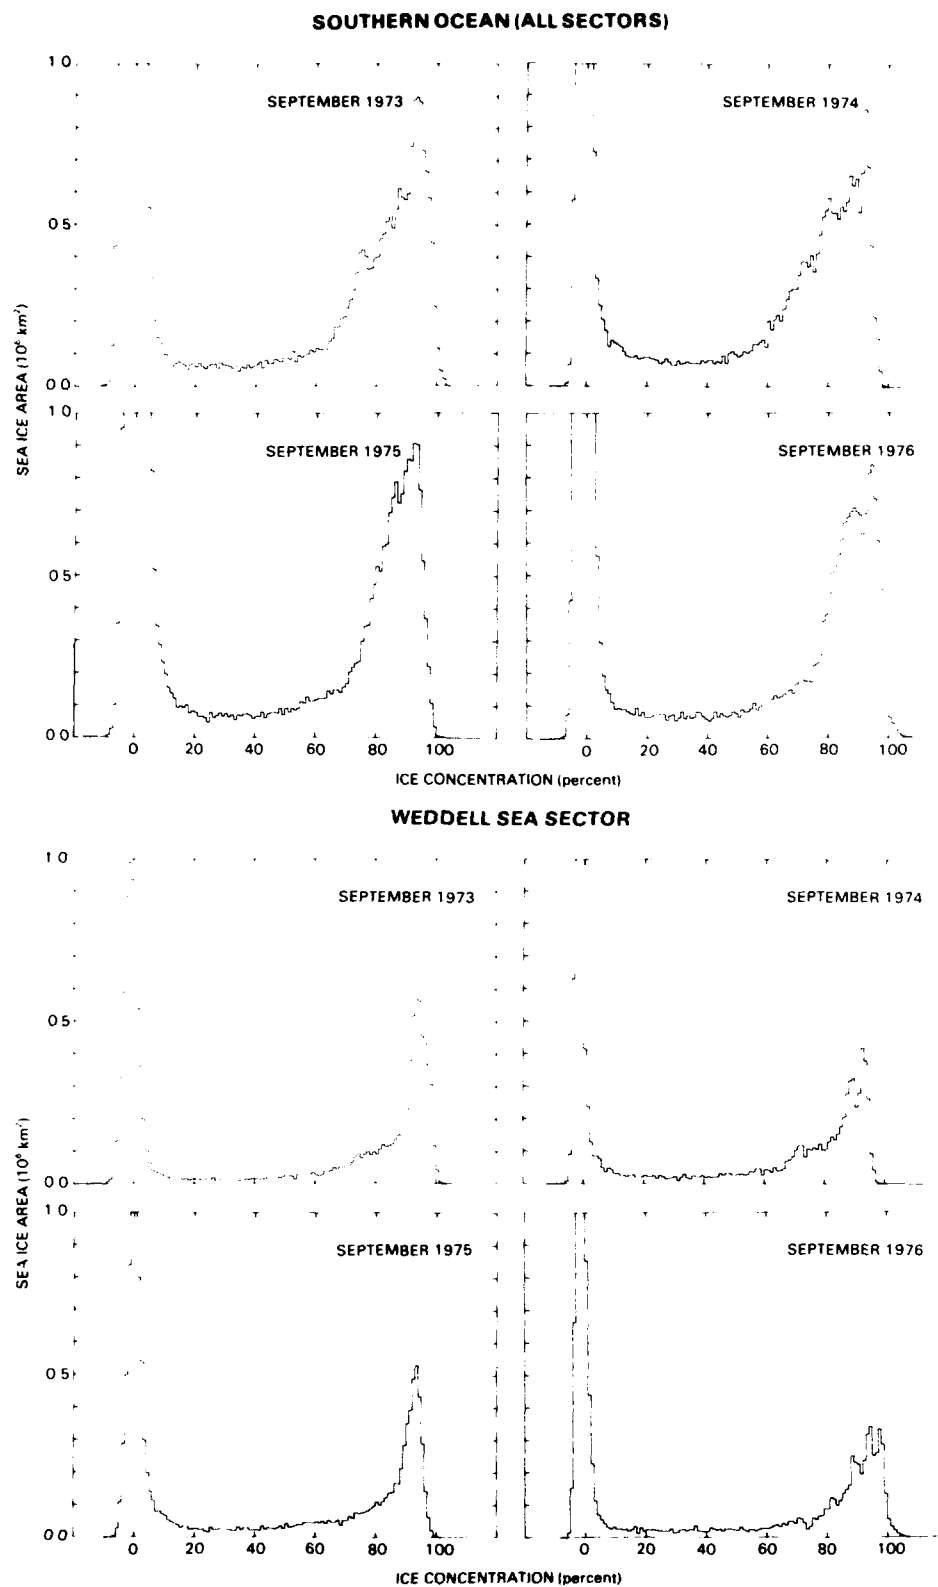 SOUTHERN OCEAN (ALL SECTORS)
1 0
SEPTEMBER 1973
SEPTEMBER 1974
0 5
0 0
SEA ICE AREA (10⁶ km²)
1 0
SEPTEMBER 1975
SEPTEMBER 1976
0 5
0 0
0 20 40 60 80 100
0 20 40 60 80 100
ICE CONCENTRATION (percent)
WEDDELL SEA SECTOR
1 0
SEPTEMBER 1973
SEPTEMBER 1974
0 5
0 0
SEA ICE AREA (10⁶ km²)
1 0
SEPTEMBER 1975
SEPTEMBER 1976
0 5
0 0
0 20 40 60 80 100
0 20 40 60 80 100
ICE CONCENTRATION (percent)